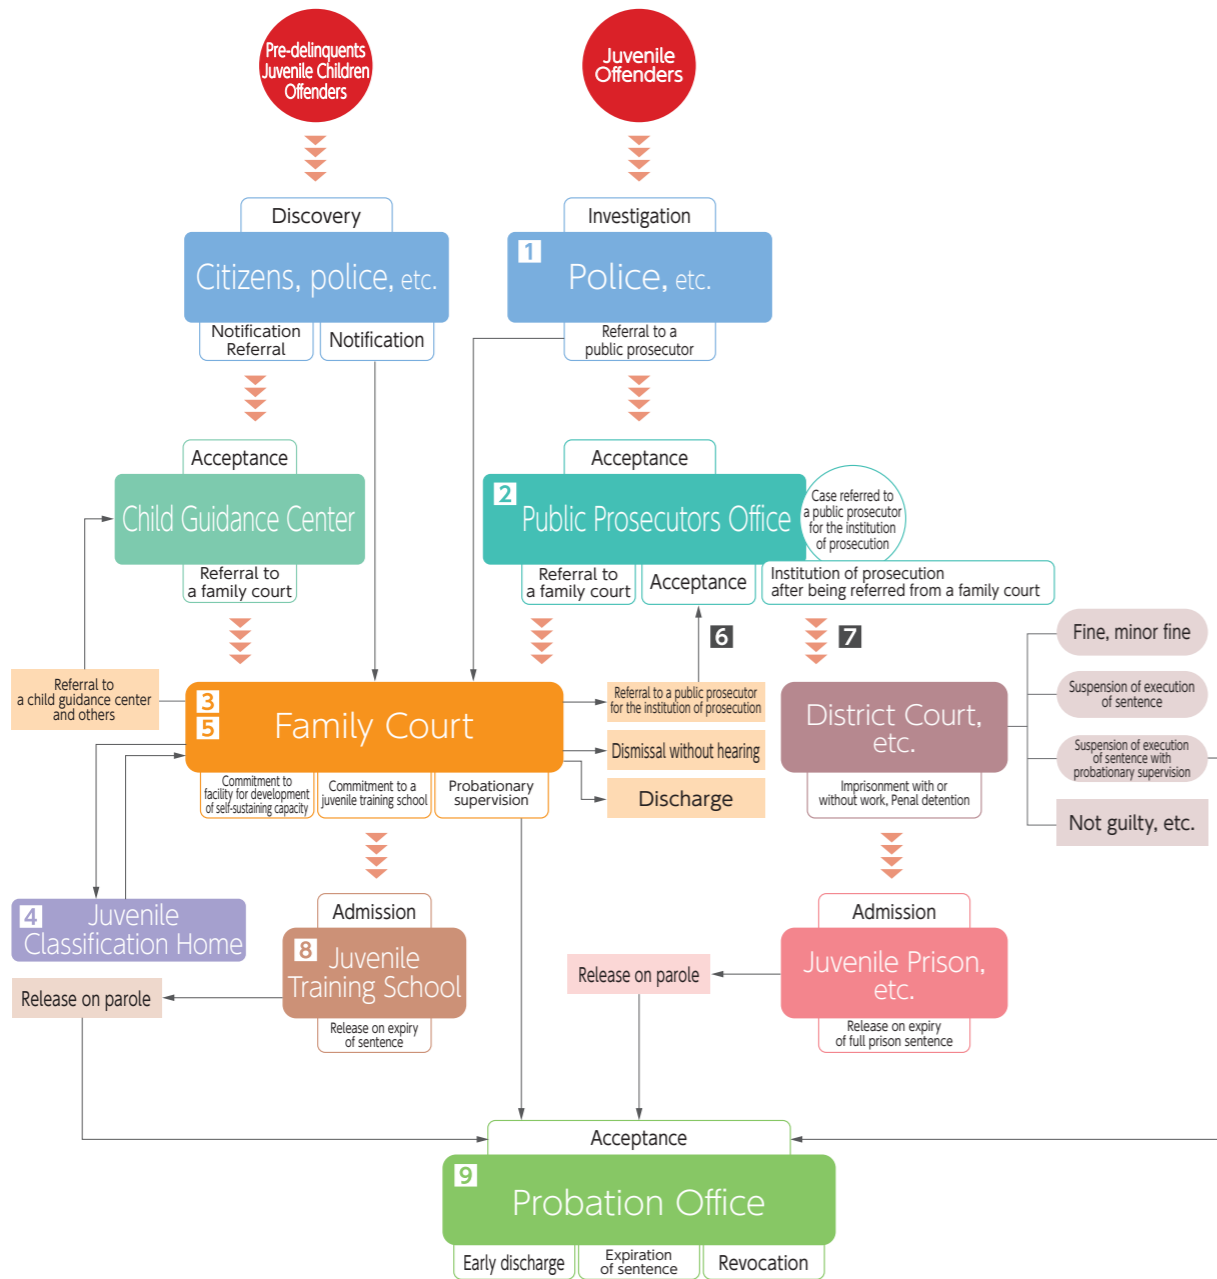 Pre-delinquents
Juvenile Children
Offenders
Juvenile
Offenders
Discovery
Citizens, police, etc.
Notification
Referral
Notification
Investigation
1
Police, etc.
Referral to a
public prosecutor
Acceptance
Child Guidance Center
Referral to
a family court
Acceptance
2
Public Prosecutors Office
Case referred to
a public prosecutor
for the institution
of prosecution
Referral to
a family court
Acceptance
Institution of prosecution
after being referred from a family court
6
7
Referral to
a child guidance center
and others
3
5
Family Court
Commitment to
facility for development
of self-sustaining capacity
Commitment to a
juvenile training school
Probationary
supervision
Referral to a public prosecutor
for the institution of prosecution
Dismissal without hearing
Discharge
District Court,
etc.
Imprisonment with or
without work, Penal detention
Fine, minor fine
Suspension of execution
of sentence
Suspension of execution
of sentence with
probationary supervision
Not guilty, etc.
4
Juvenile
Classification Home
Admission
8
Juvenile
Training School
Release on expiry
of sentence
Release on parole
Admission
Juvenile Prison,
etc.
Release on expiry
of full prison sentence
Release on parole
Acceptance
9
Probation Office
Early discharge
Expiration
of sentence
Revocation